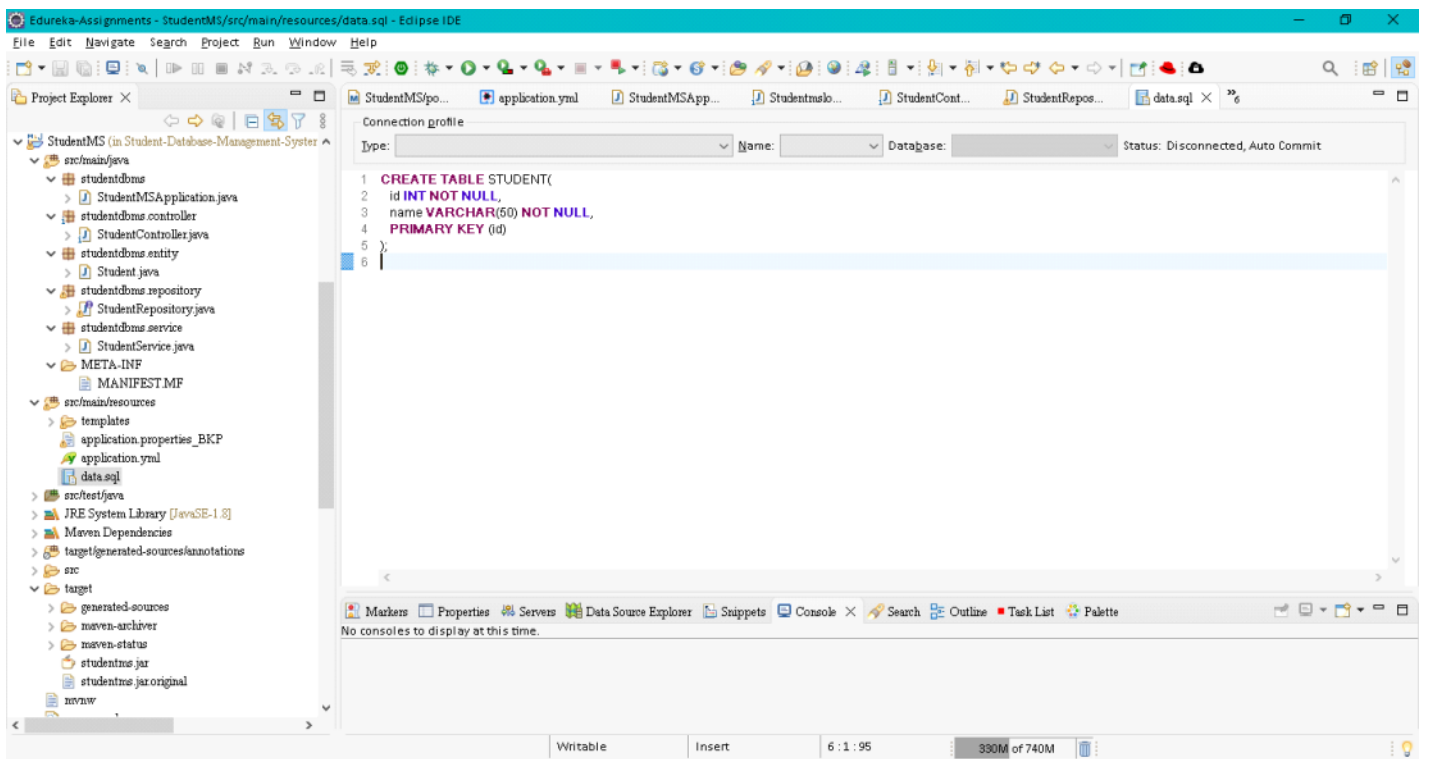 Edureka-Assignments - StudentMS/src/main/resources/data.sql - Eclipse IDE
File Edit Navigate Search Project Run Window Help
Project Explorer
StudentMS/po... application.yml StudentMSApp... Studentmslo... StudentCont... StudentRepos... data.sql »6
Connection profile
Type: Name: Database: Status: Disconnected, Auto Commit
StudentMS (in Student-Database-Management-Syster
src/main/java
studentdbms
StudentMSApplication.java
studentdbms.controller
StudentController.java
studentdbms.entity
Student.java
studentdbms.repository
StudentRepository.java
studentdbms.service
StudentService.java
META-INF
MANIFEST.MF
src/main/resources
templates
application.properties_BKP
application.yml
data.sql
src/test/java
JRE System Library [JavaSE-1.8]
Maven Dependencies
target/generated-sources/annotations
src
target
generated-sources
maven-archiver
maven-status
studentms.jar
studentms.jar.original
mvnw
1 CREATE TABLE STUDENT(
2 id INT NOT NULL,
3 name VARCHAR(50) NOT NULL,
4 PRIMARY KEY (id)
5 );
6
Markers Properties Servers Data Source Explorer Snippets Console Search Outline Task List Palette
No consoles to display at this time.
Writable Insert 6 : 1 : 95 330M of 740M